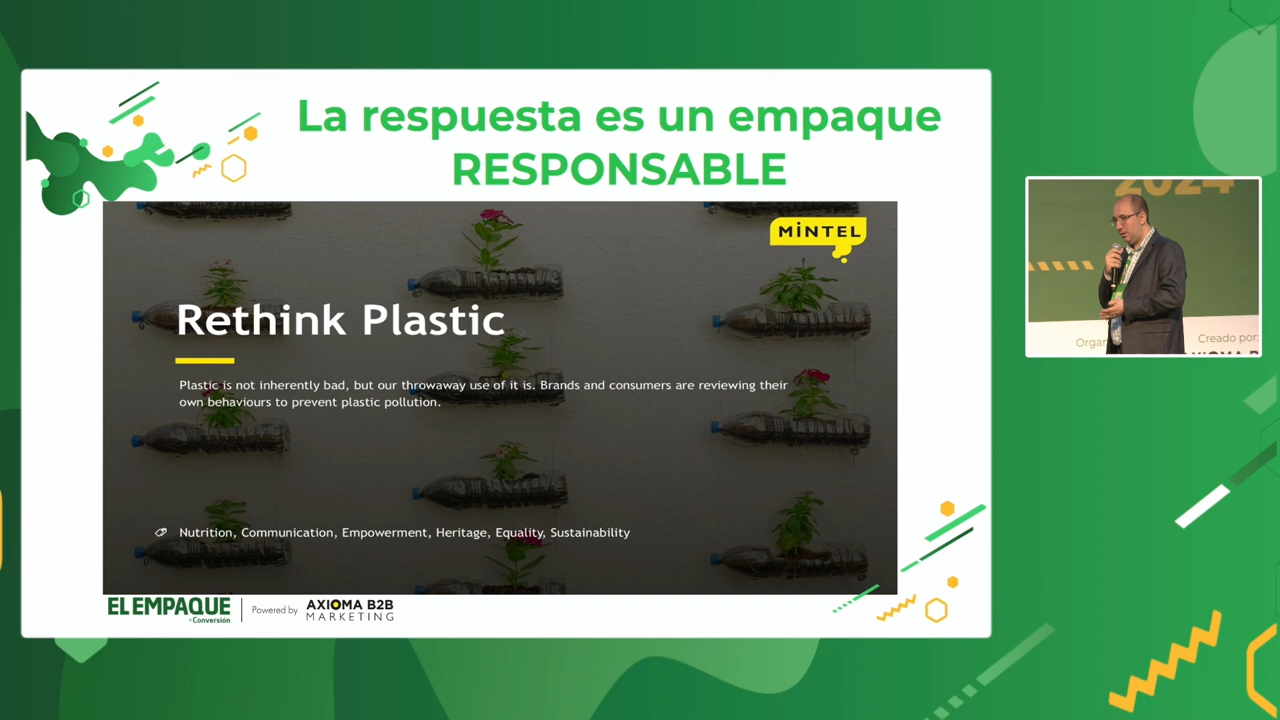 La respuesta es un empaque
RESPONSABLE
MiNTEL
Rethink Plastic
Plastic is not inherently bad, but our throwaway use of it is. Brands and consumers are reviewing their
own behaviours to prevent plastic pollution.
Nutrition, Communication, Empowerment, Heritage, Equality, Sustainability
EL EMPAQUE
+Conversión
Powered by
AXIOMA B2B
MARKETING
2024
Creado por: